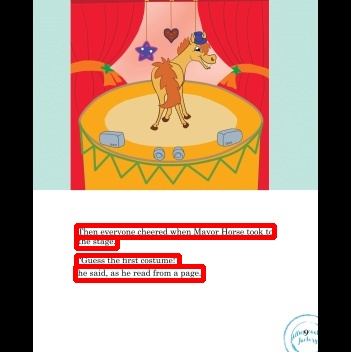 Then everyone cheered when Mayor Horse took to
the stage.
"Guess the first costume!"
he said, as he read from a page.
9